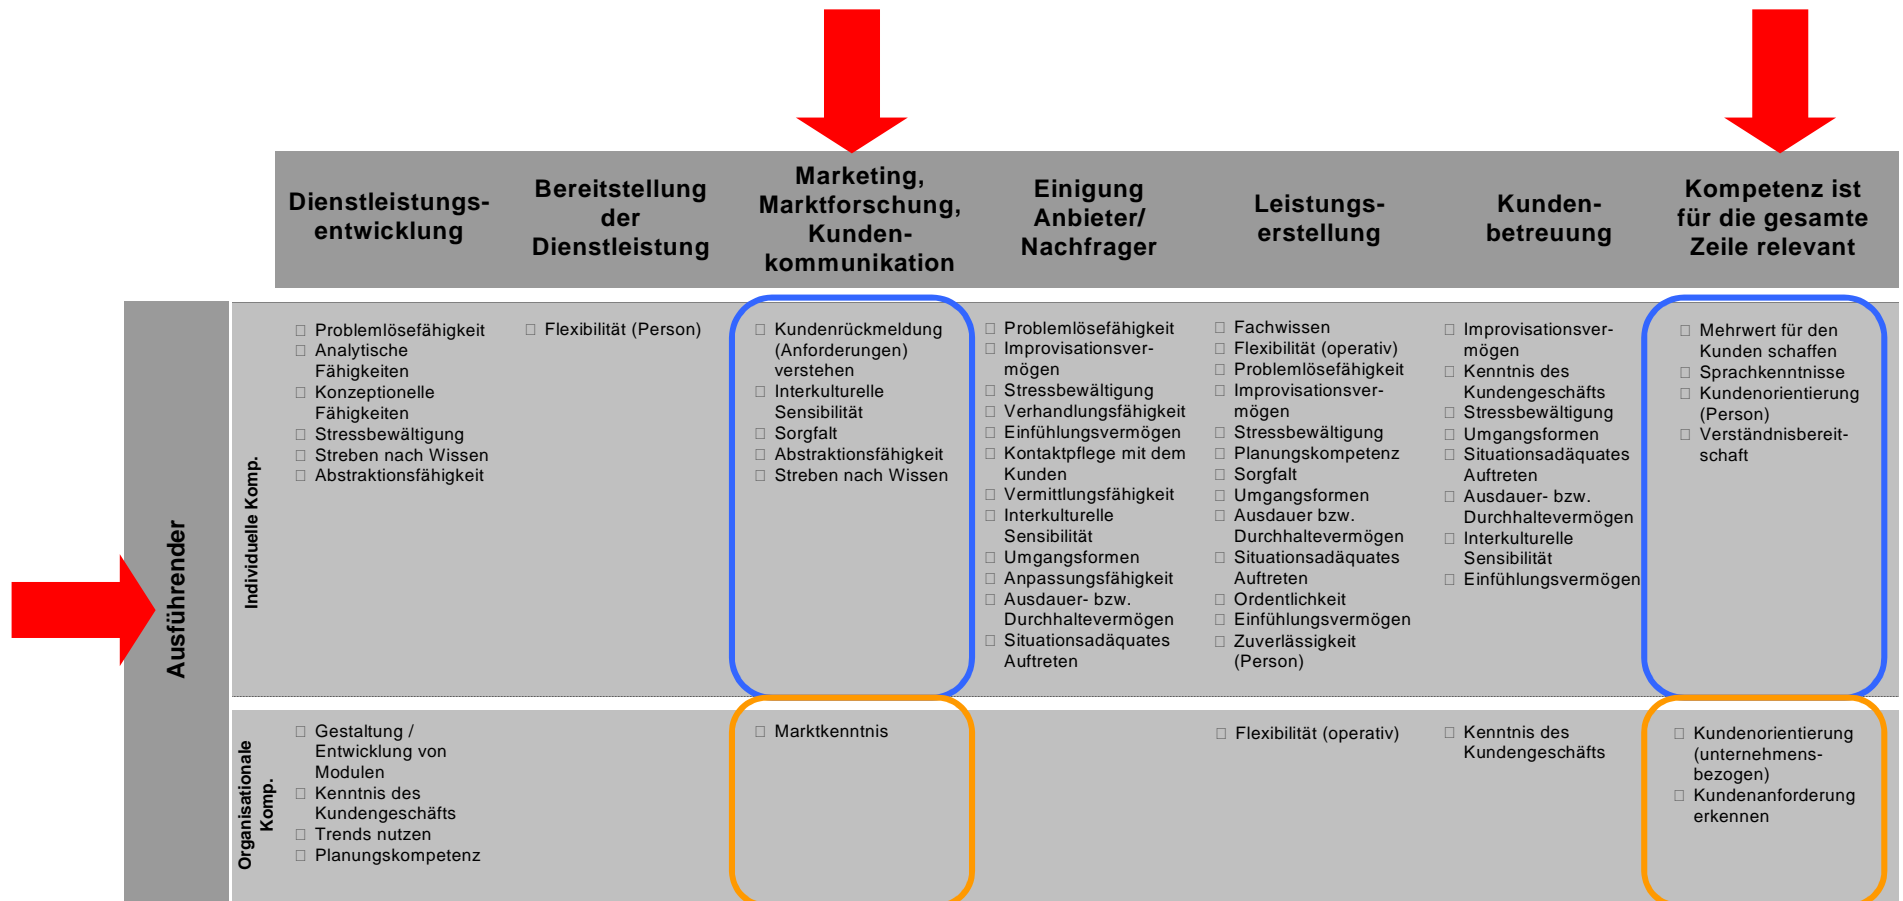 Dienstleistungs-
entwicklung
Bereitstellung
der
Dienstleistung
Marketing,
Marktforschung,
Kunden-
kommunikation
Einigung
Anbieter/
Nachfrager
Leistungs-
erstellung
Kunden-
betreuung
Kompetenz ist
für die gesamte
Zeile relevant
Ausführender
Individuelle Komp.
Problemlösefähigkeit
Analytische
Fähigkeiten
Konzeptionelle
Fähigkeiten
Stressbewältigung
Streben nach Wissen
Abstraktionsfähigkeit
Flexibilität (Person)
Kundenrückmeldung
(Anforderungen)
verstehen
Interkulturelle
Sensibilität
Sorgfalt
Abstraktionsfähigkeit
Streben nach Wissen
Problemlösefähigkeit
Improvisationsver-
mögen
Stressbewältigung
Verhandlungsfähigkeit
Einfühlungsvermögen
Kontaktpflege mit dem
Kunden
Vermittlungsfähigkeit
Interkulturelle
Sensibilität
Umgangsformen
Anpassungsfähigkeit
Ausdauer- bzw.
Durchhaltevermögen
Situationsadäquates
Auftreten
Fachwissen
Flexibilität (operativ)
Problemlösefähigkeit
Improvisationsver-
mögen
Stressbewältigung
Planungskompetenz
Sorgfalt
Umgangsformen
Ausdauer bzw.
Durchhaltevermögen
Situationsadäquates
Auftreten
Ordentlichkeit
Einfühlungsvermögen
Zuverlässigkeit
(Person)
Improvisationsver-
mögen
Kenntnis des
Kundengeschäfts
Stressbewältigung
Umgangsformen
Situationsadäquates
Auftreten
Ausdauer- bzw.
Durchhaltevermögen
Interkulturelle
Sensibilität
Einfühlungsvermögen
Mehrwert für den
Kunden schaffen
Sprachkenntnisse
Kundenorientierung
(Person)
Verständnisbereit-
schaft
Organisationale
Komp.
Gestaltung /
Entwicklung von
Modulen
Kenntnis des
Kundengeschäfts
Trends nutzen
Planungskompetenz
Marktkenntnis
Flexibilität (operativ)
Kenntnis des
Kundengeschäfts
Kundenorientierung
(unternehmens-
bezogen)
Kundenanforderung
erkennen